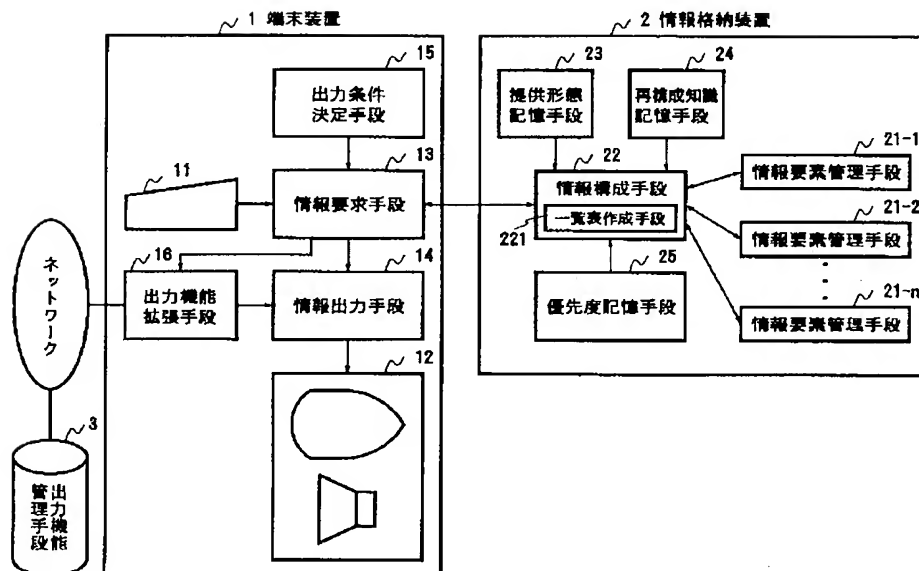 1 端末装置
2 情報格納装置
15
出力条件
決定手段
23
提供形態
記憶手段
24
再構成知識
記憶手段
13
情報要求手段
11
22
情報構成手段
一覧表作成手段
221
21-1
情報要素管理手段
21-2
情報要素管理手段
21-n
情報要素管理手段
ネットワーク
16
出力機能
拡張手段
14
情報出力手段
25
優先度記憶手段
12
3
出力機能
管理手段